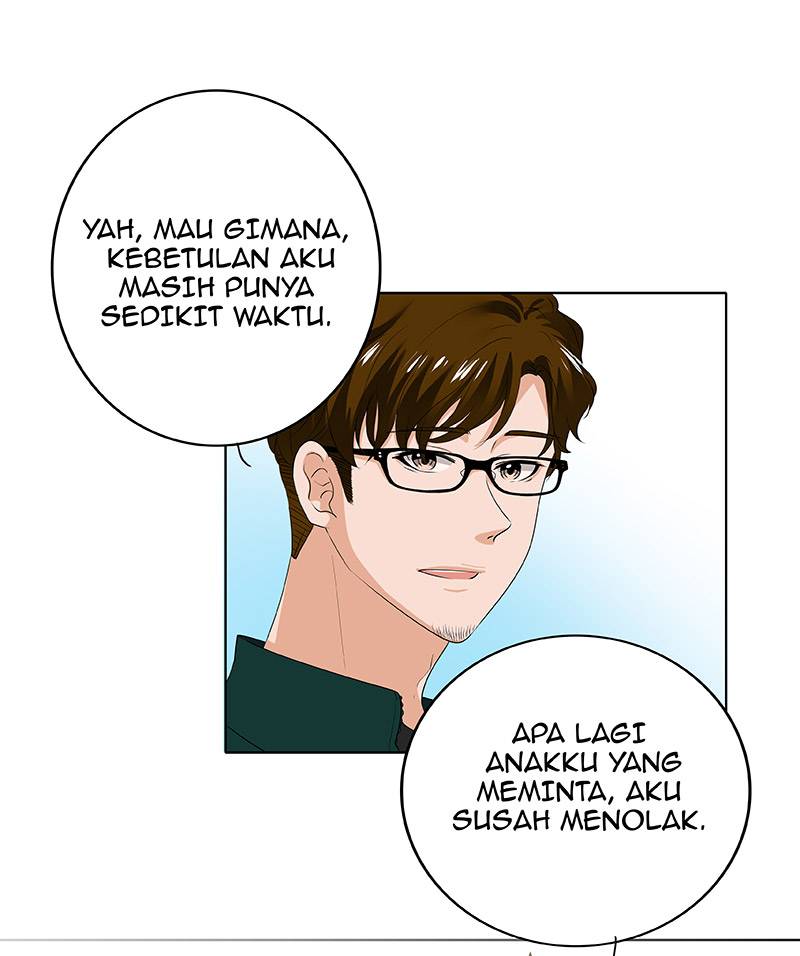 YAH, MAU GIMANA,
KEBETULAN AKU
MASIH PUNYA
SEDIKIT WAKTU.
APA LAGI
ANAKKU YANG
MEMINTA, AKU
SUSAH MENOLAK.